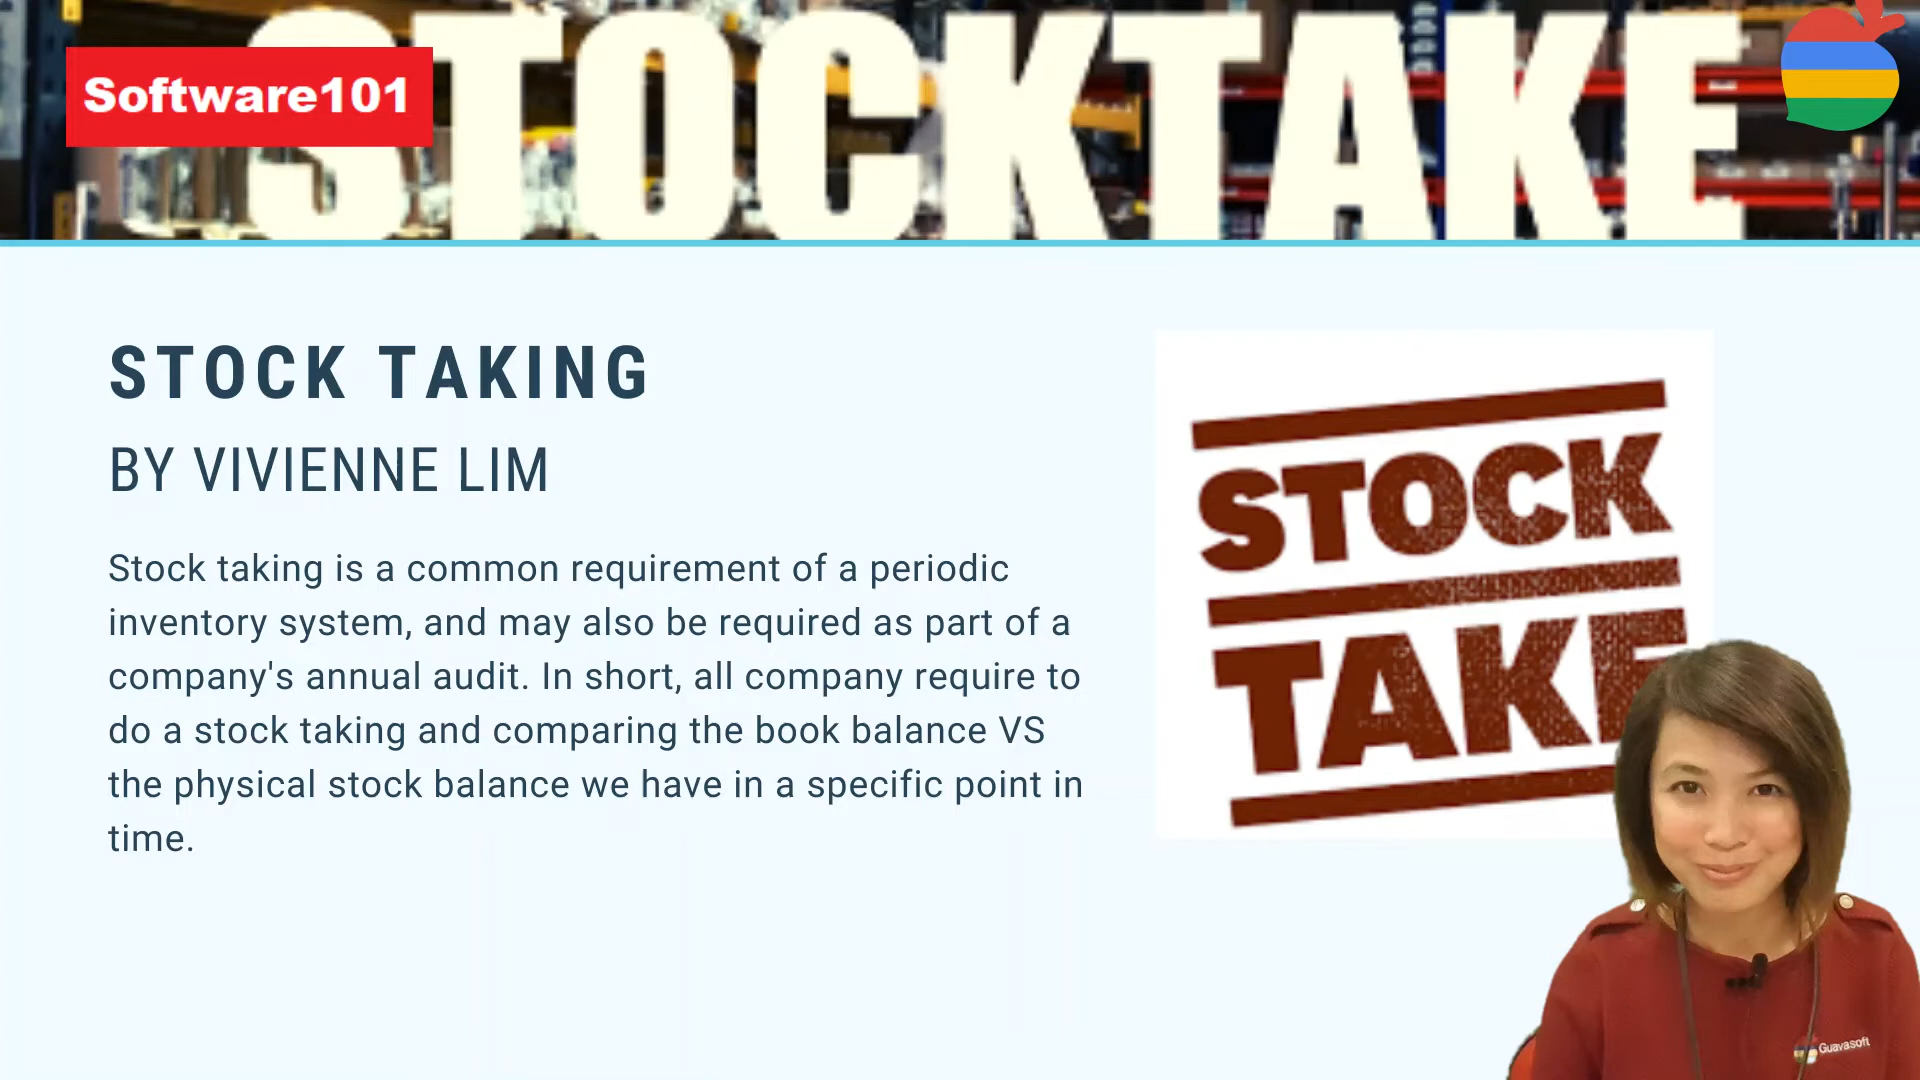 STOCKTAKE
Software101
STOCK TAKING
BY VIVIENNE LIM
Stock taking is a common requirement of a periodic
inventory system, and may also be required as part of a
company's annual audit. In short, all company require to
do a stock taking and comparing the book balance VS
the physical stock balance we have in a specific point in
time.
STOCK
TAKE
Guavasoft